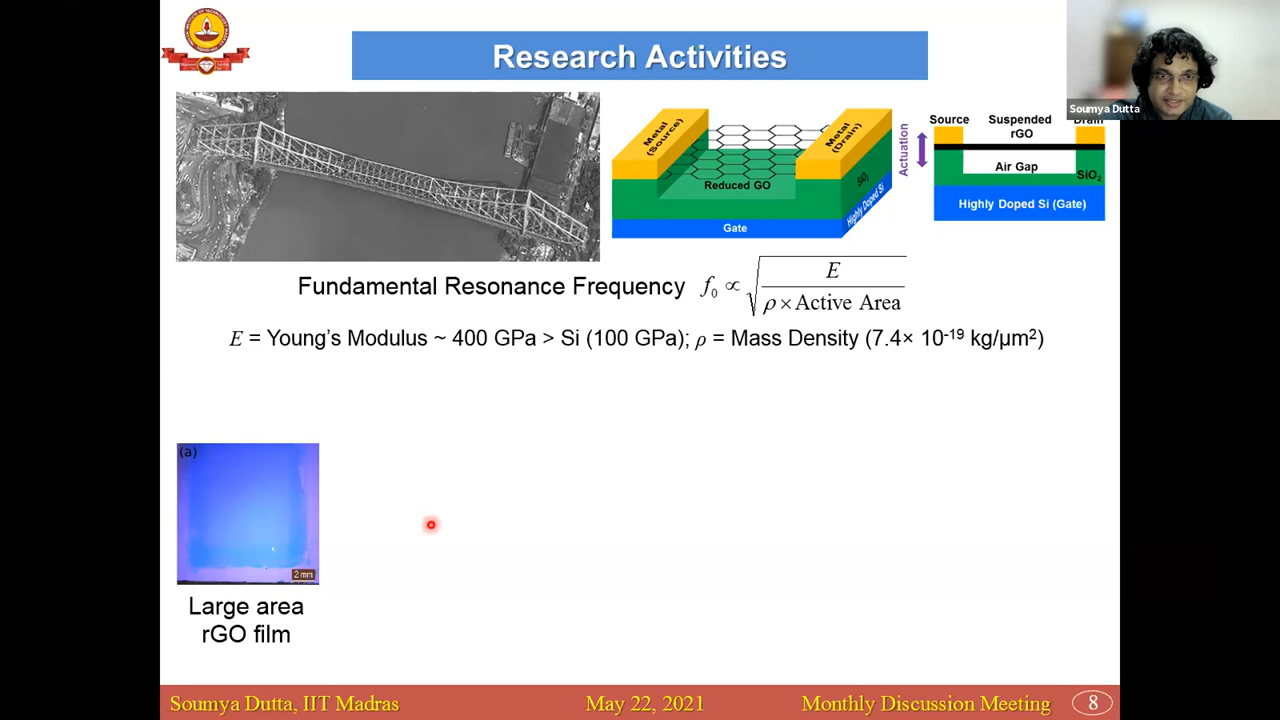 Research Activities
Soumya Dutta
Metal
(Source)
Metal
(Drain)
Reduced GO
SiO₂
Highly Doped Si
Gate
Actuation
Source
Suspended
rGO
Drain
Air Gap
SiO₂
Highly Doped Si (Gate)
Fundamental Resonance Frequency f₀ ∝ √(E / (ρ × Active Area))
E = Young's Modulus ~ 400 GPa > Si (100 GPa); ρ = Mass Density (7.4× 10⁻¹⁹ kg/µm²)
(a)
2 mm
Large area
rGO film
Soumya Dutta, IIT Madras
May 22, 2021
Monthly Discussion Meeting
8